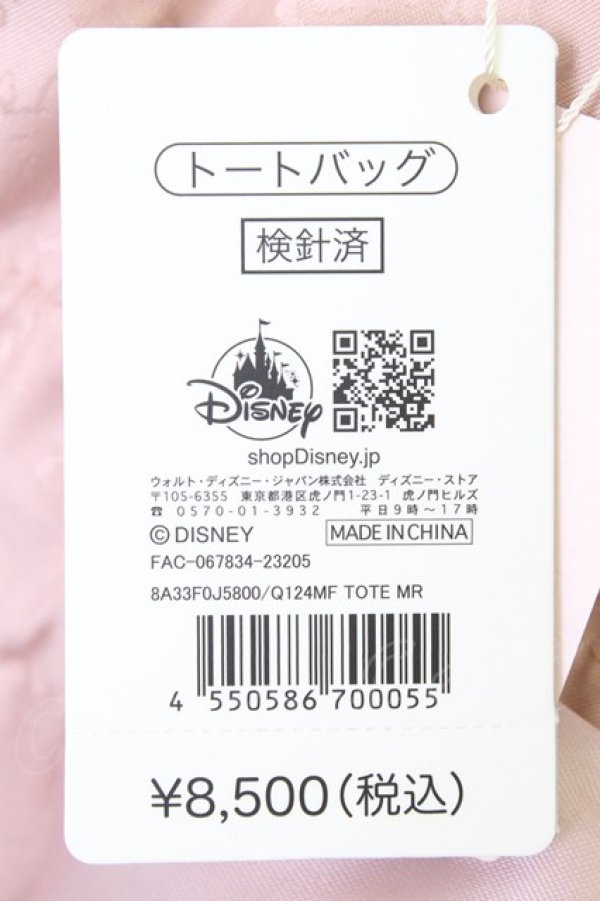 トートバッグ
検針済
DISNEY
shopDisney.jp
ウォルト・ディズニー・ジャパン株式会社 ディズニー・ストア
〒105-6355 東京都港区虎ノ門1-23-1 虎ノ門ヒルズ
☎ 0570-01-3932 平日9時～17時
© DISNEY MADE IN CHINA
FAC-067834-23205
8A33F0J5800/Q124MF TOTE MR
4 550586 700055
¥8,500(税込)